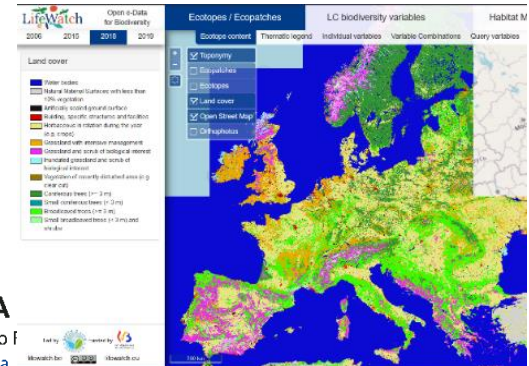 LifeWatch
Open e-Data
for Biodiversity
2006 2015 2018 2019
Land cover
Water bodies
Natural Material Surfaces with less than
10% vegetation
Artificially sealed ground surface
Building, specific structures and facilities
Herbaceous in rotation during the year
(e.g. crops)
Grassland with intensive management
Grassland and scrub of biological interest
Inundated grassland and scrub of
biological interest
Vegetation of recently disturbed area (e.g.
clear cut)
Coniferous trees (>= 3 m)
Small coniferous trees (< 3 m)
Broadleaved trees (>= 3 m)
Small broadleaved trees (< 3 m) and
shrubs
Ecotopes / Ecopatches LC biodiversity variables Habitat M
Ecotope content Thematic legend Individual variables Variable Combinations Query variables
Toponymy
Ecopatches
Ecotopes
Land cover
Open Street Map
Orthophotos
A
o F
a
lifewatch.be
lifewatch.eu